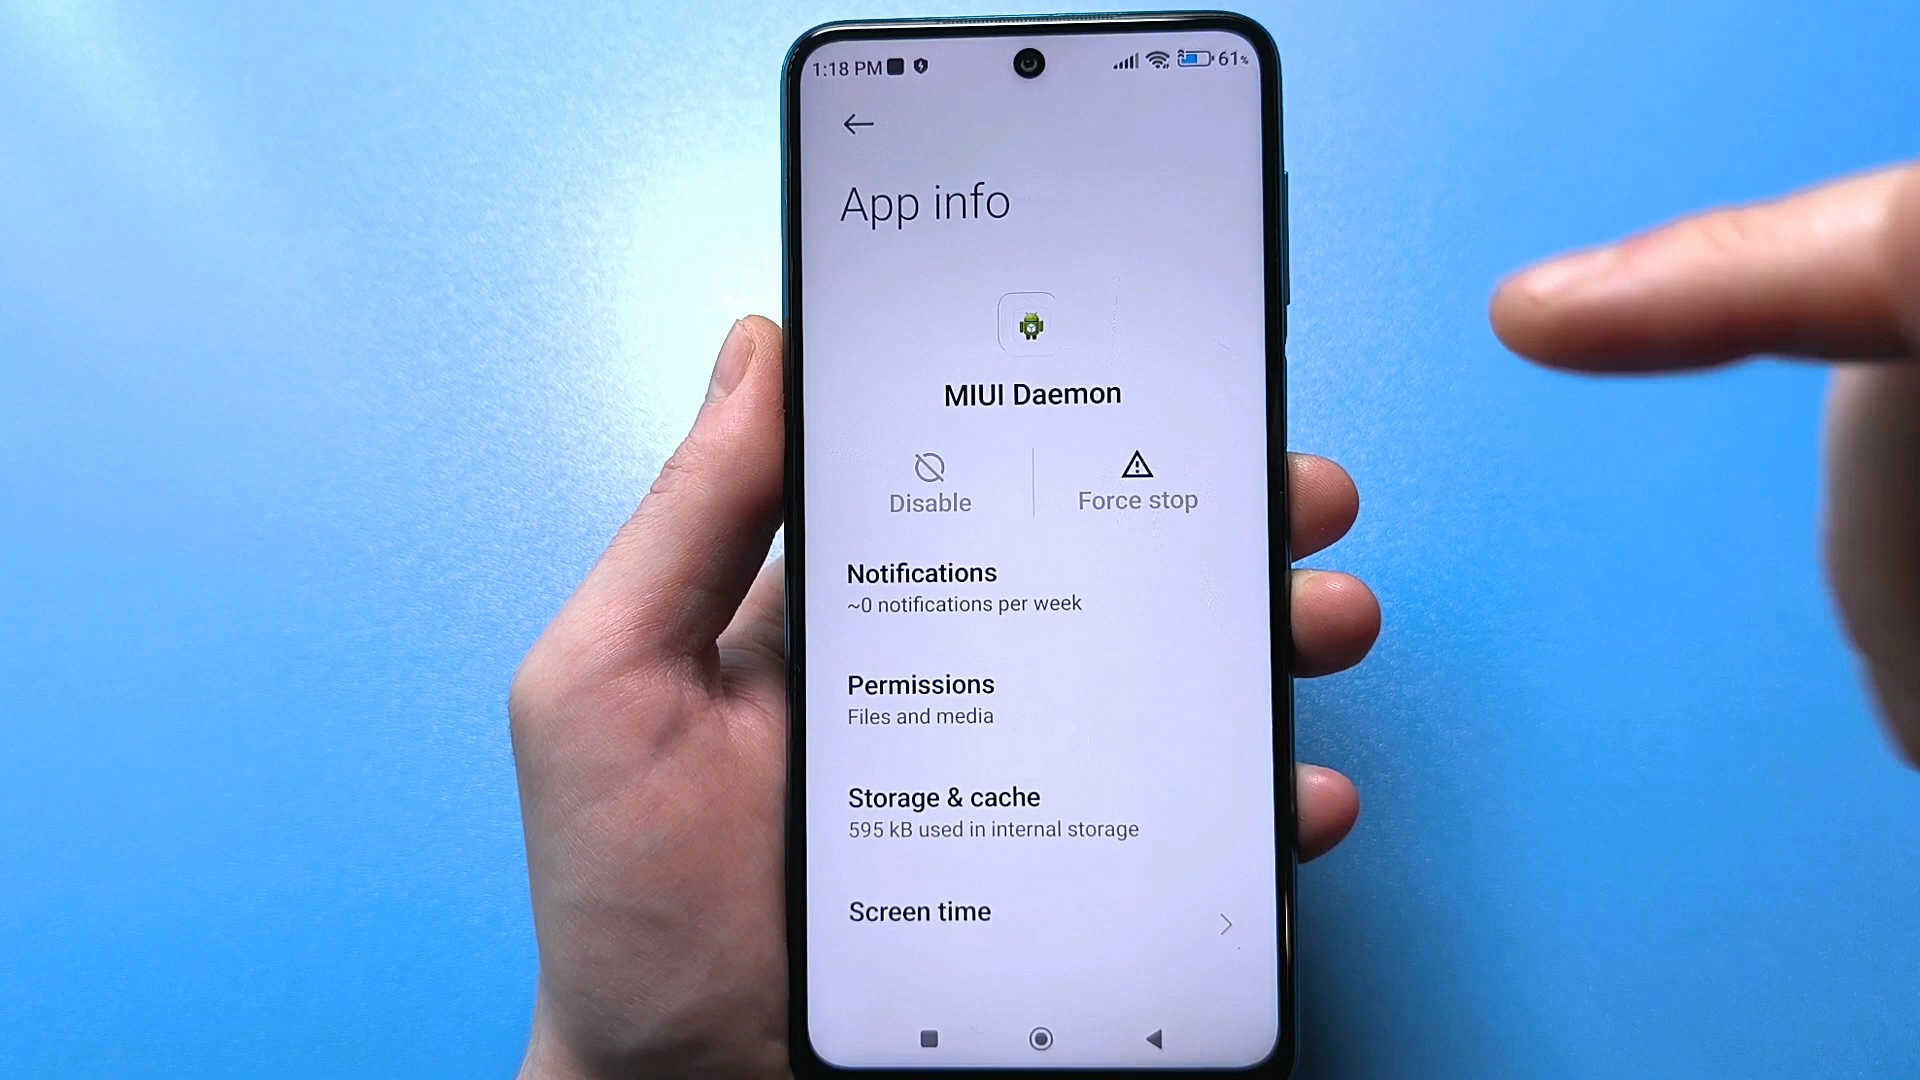 1:18 PM
61%
App info
MIUI Daemon
Disable
Force stop
Notifications
~0 notifications per week
Permissions
Files and media
Storage & cache
595 kB used in internal storage
Screen time